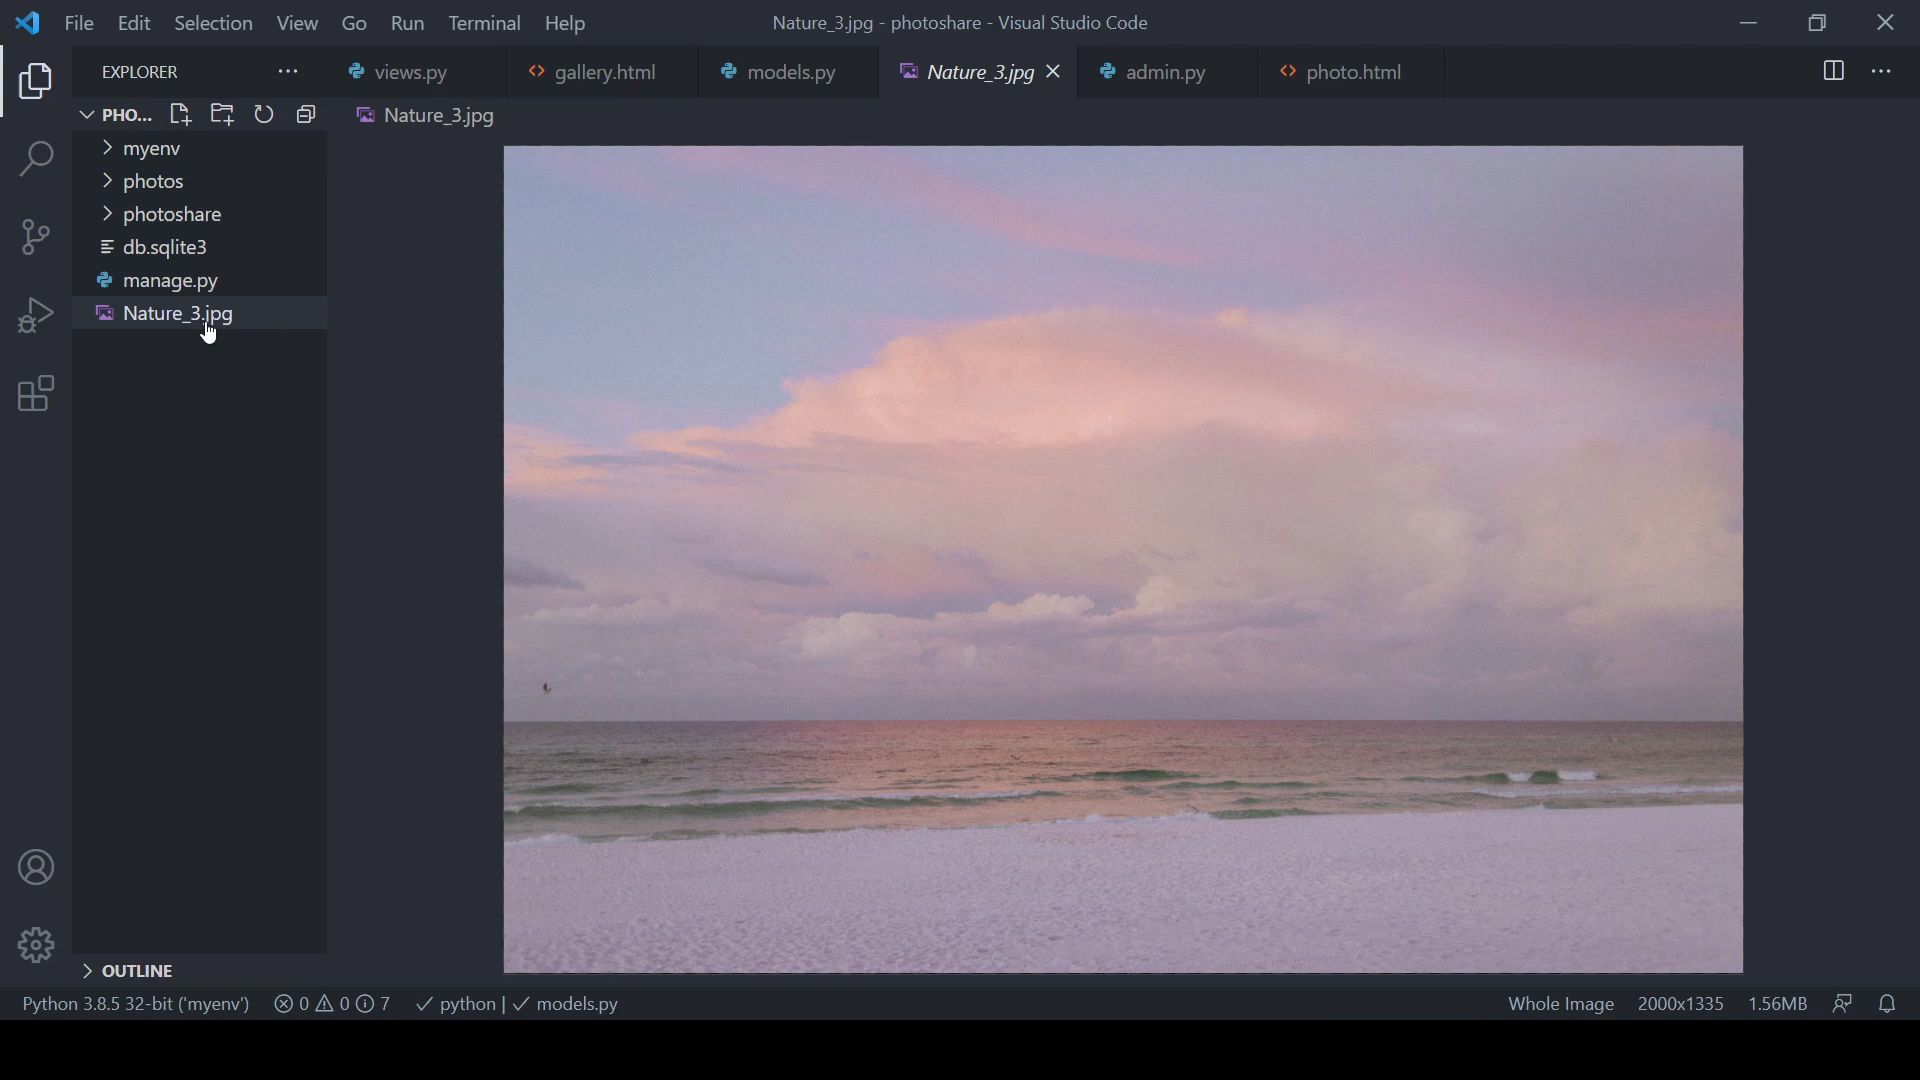 File Edit Selection View Go Run Terminal Help
Nature_3.jpg - photoshare - Visual Studio Code
EXPLORER
views.py
gallery.html
models.py
Nature_3.jpg
admin.py
photo.html
PHO...
Nature_3.jpg
myenv
photos
photoshare
db.sqlite3
manage.py
Nature_3.jpg
OUTLINE
Python 3.8.5 32-bit ('myenv') 0 0 7 python | models.py
Whole Image 2000x1335 1.56MB